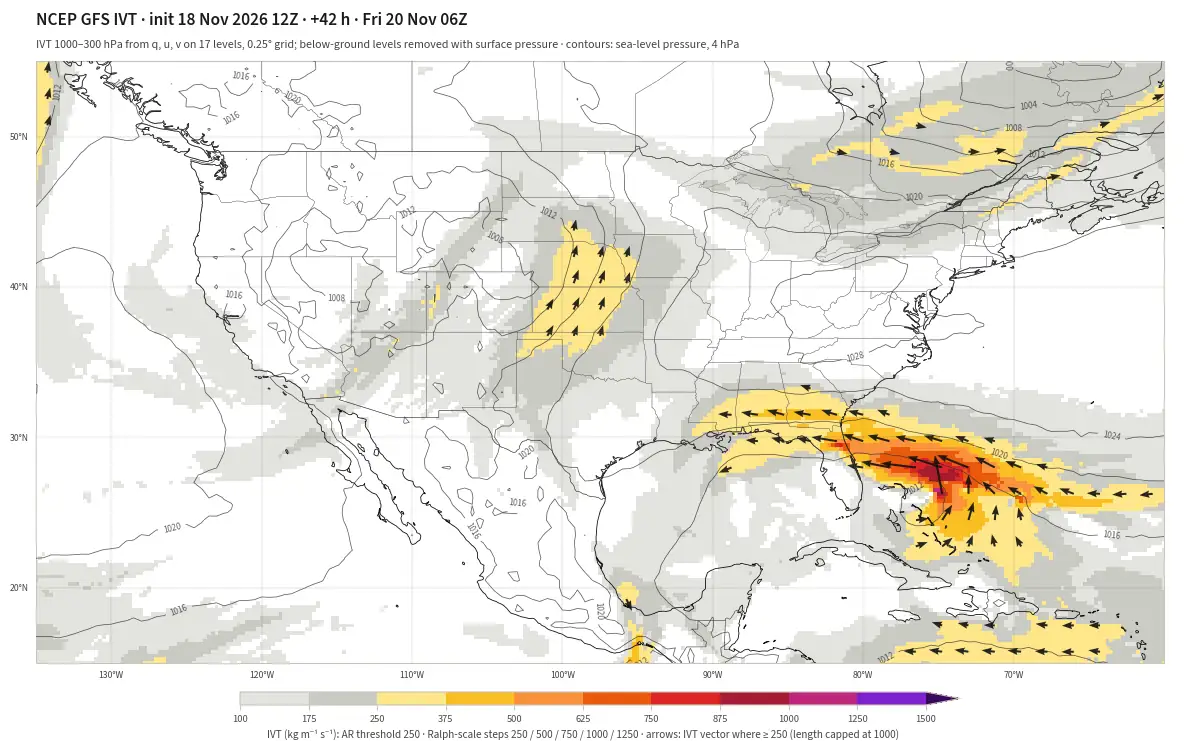 NCEP GFS IVT · init 18 Nov 2026 12Z · +42 h · Fri 20 Nov 06Z
IVT 1000–300 hPa from q, u, v on 17 levels, 0.25° grid; below-ground levels removed with surface pressure · contours: sea-level pressure, 4 hPa
1016
1020
1016
1012
1004
1008
1012
1016
1020
50°N
1012
1012
1008
1016
1008
40°N
1028
1024
1020
30°N
1020
1016
1016
1016
1020
20°N
1016
1020
1012
130°W
120°W
110°W
100°W
90°W
80°W
70°W
100
175
250
375
500
625
750
875
1000
1250
1500
IVT (kg m⁻¹ s⁻¹): AR threshold 250 · Ralph-scale steps 250 / 500 / 750 / 1000 / 1250 · arrows: IVT vector where ≥ 250 (length capped at 1000)